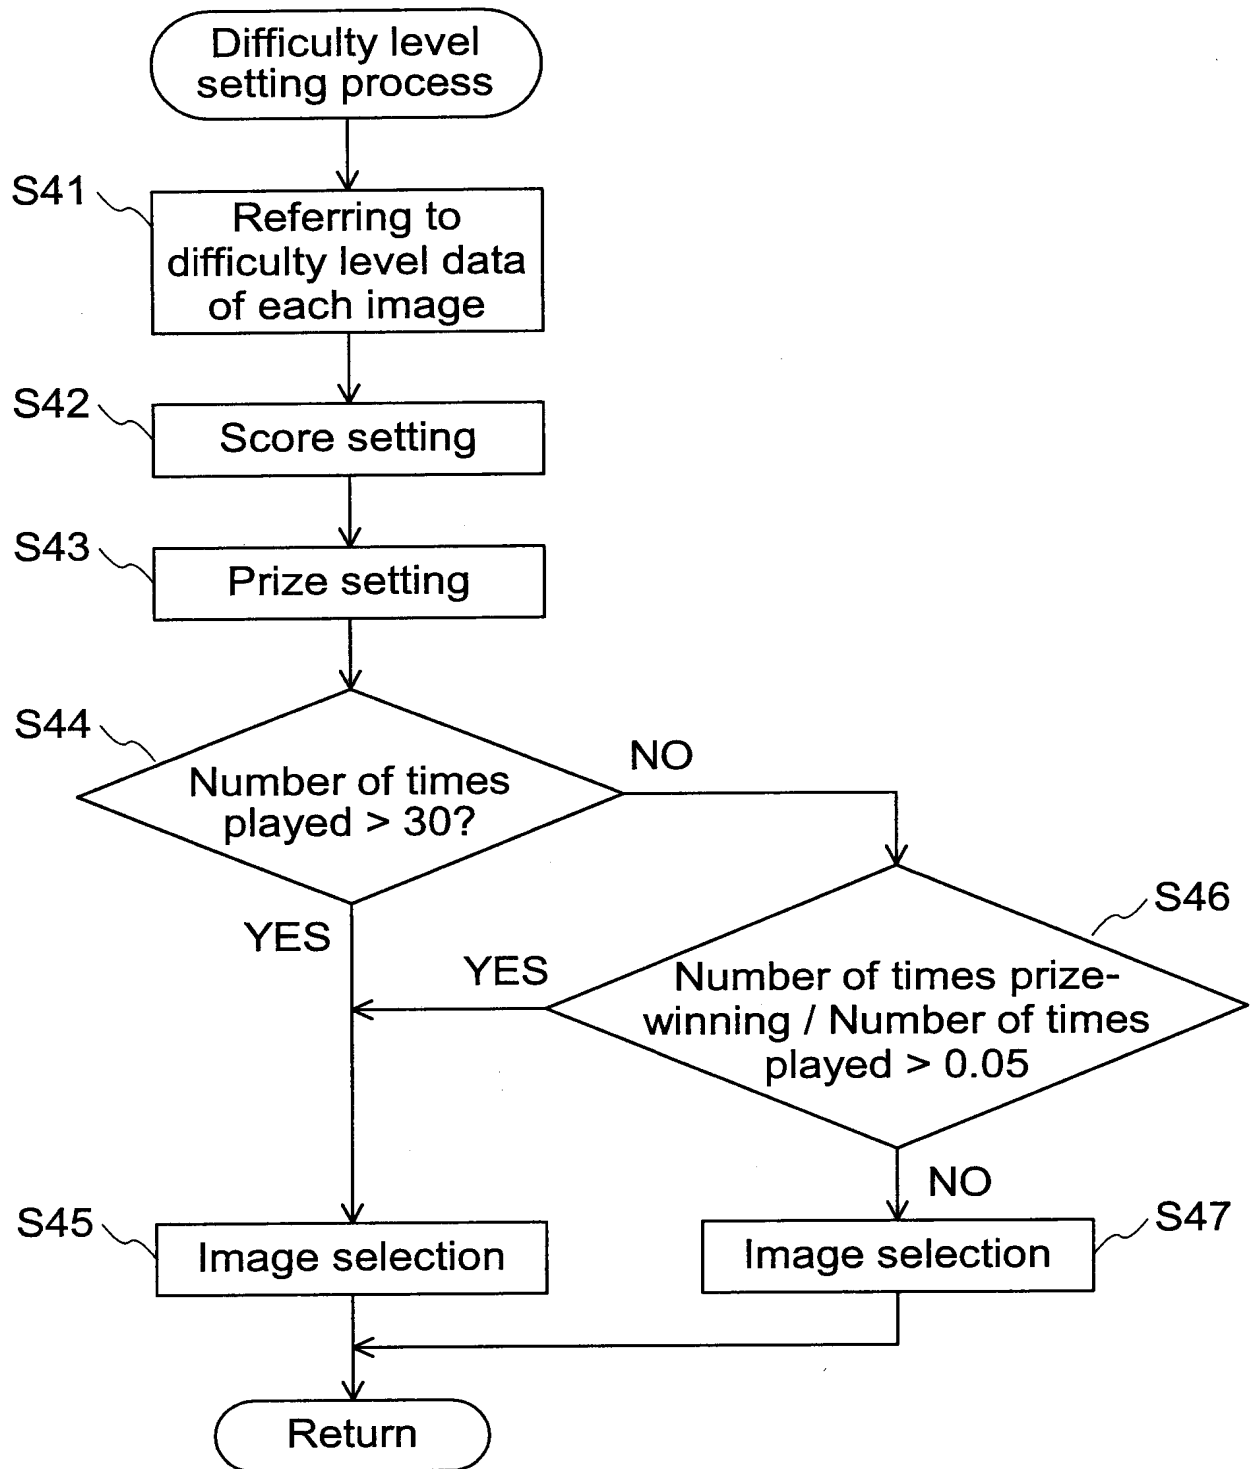 Difficulty level
setting process
S41
Referring to
difficulty level data
of each image
S42
Score setting
S43
Prize setting
S44
Number of times
played > 30?
NO
YES
S46
Number of times prize-
winning / Number of times
played > 0.05
YES
NO
S45
Image selection
S47
Image selection
Return